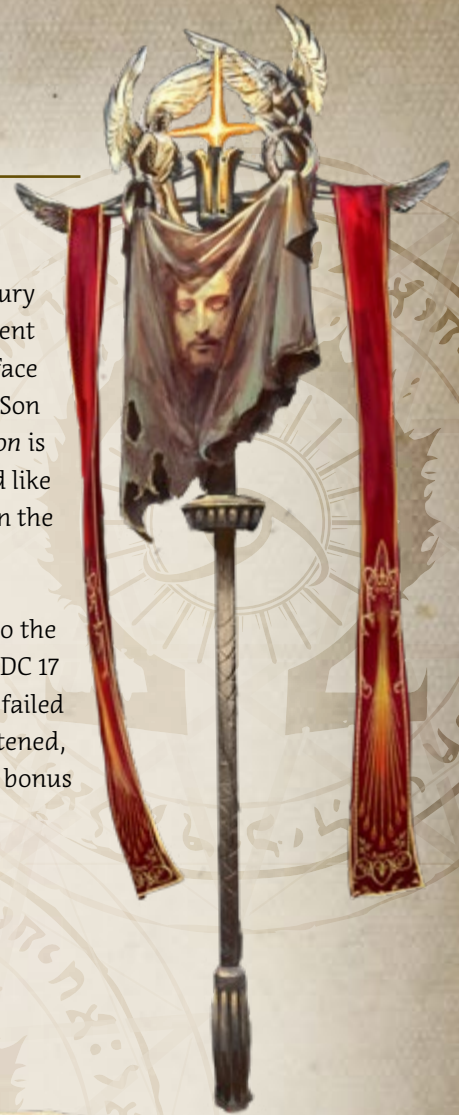 ury
ent
face
Son
on is
d like
n the
o the
DC 17
failed
tened,
bonus